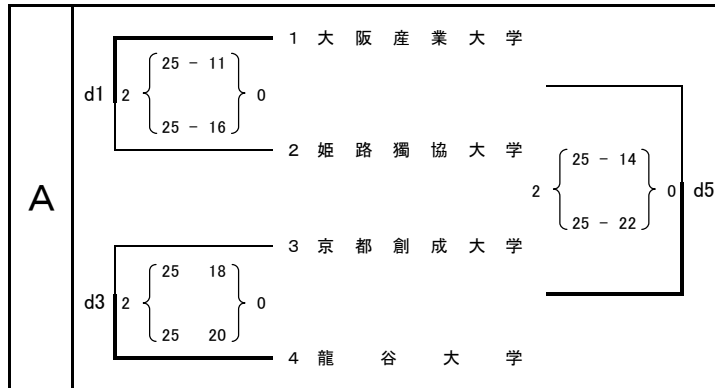 A
d1 2 25 - 11 0
25 - 16
1 大阪産業大学
2 姫路獨協大学
d3 2 25 18 0
25 20
3 京都創成大学
4 龍谷大学
2 25 - 14 0 d5
25 - 22